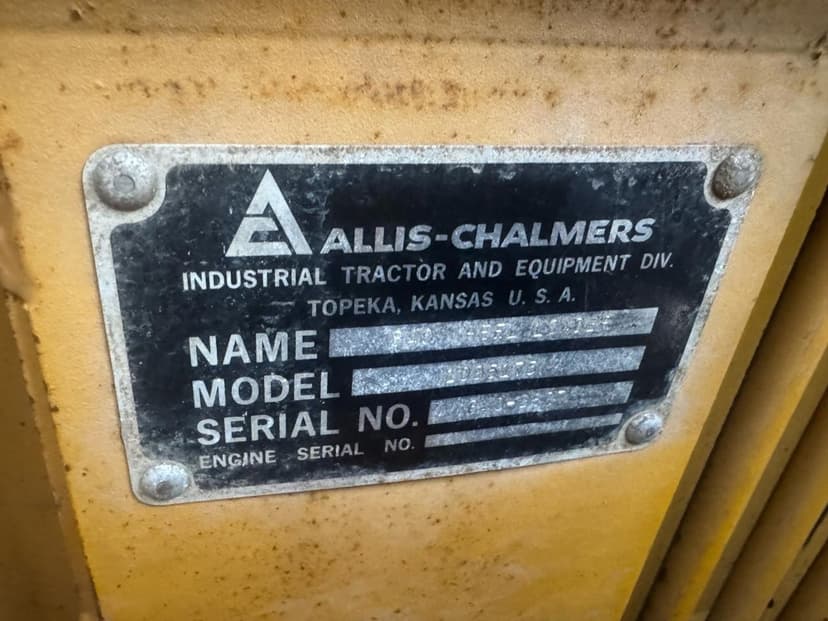 ALLIS-CHALMERS
INDUSTRIAL TRACTOR AND EQUIPMENT DIV.
TOPEKA, KANSAS U. S. A.
NAME
MODEL
SERIAL NO.
ENGINE SERIAL NO.